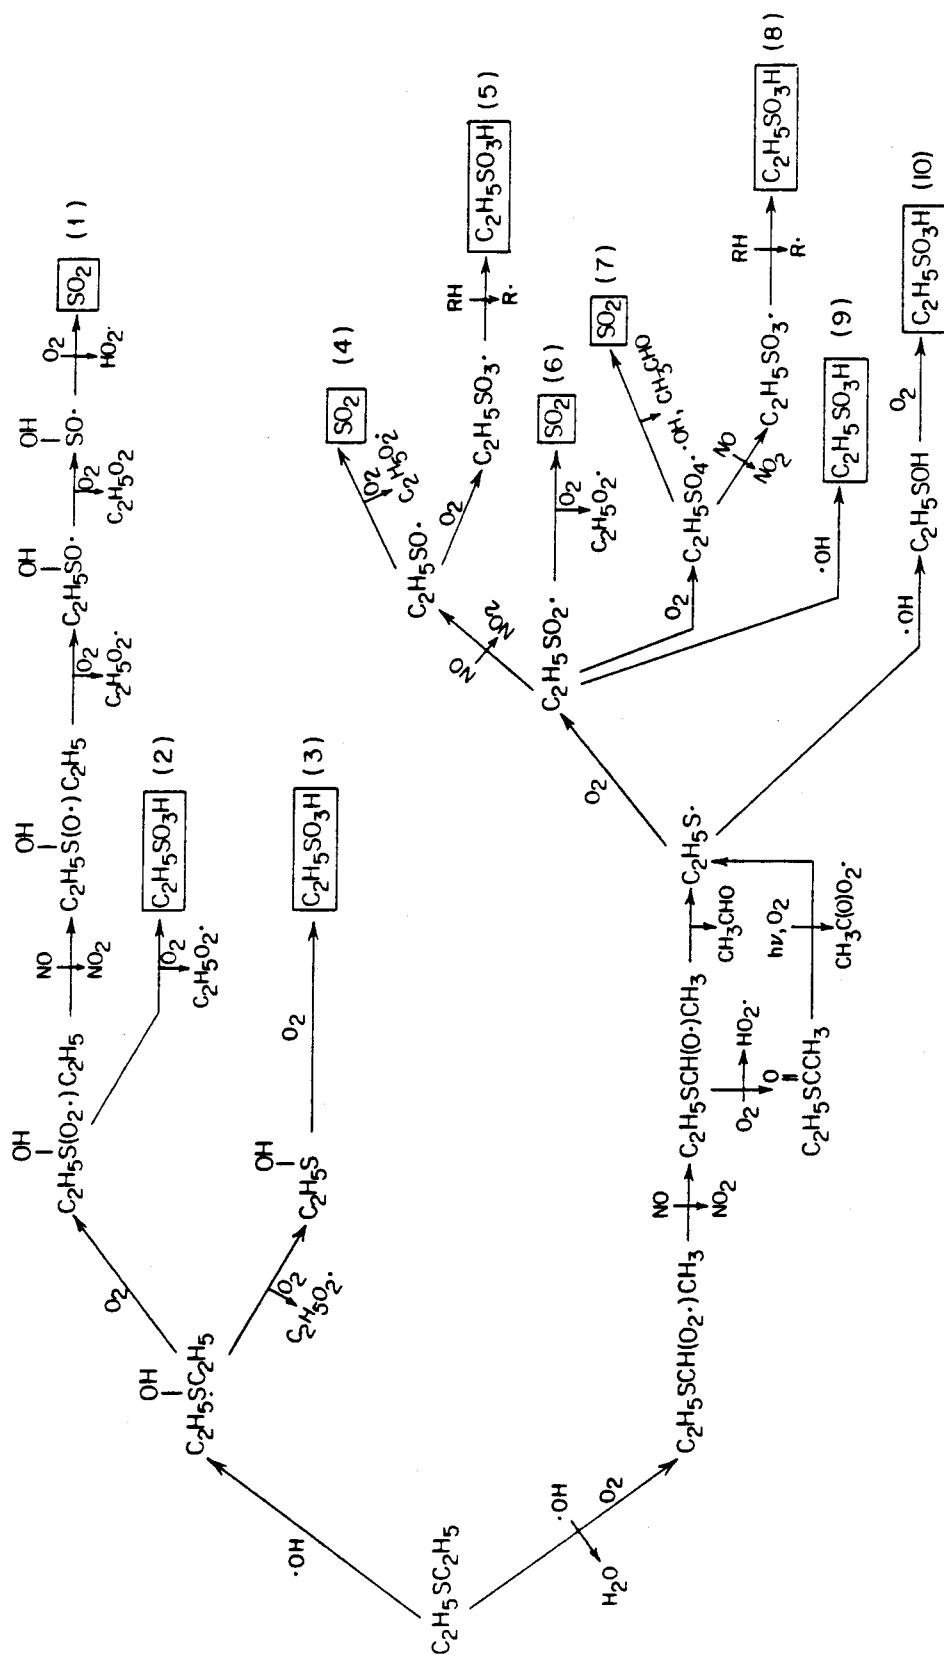 C2H5SC2H5
·OH
OH
C2H5ṢC2H5
O2
OH
C2H5S(O2·)C2H5
NO
NO2
OH
C2H5S(O·)C2H5
O2
C2H5O2·
OH
C2H5SO·
O2
C2H5O2
OH
SO·
O2
HO2·
SO2 (1)
O2
C2H5O2·
C2H5SO3H (2)
O2
C2H5O2·
OH
C2H5S
O2
C2H5SO3H (3)
·OH
H2O
O2
C2H5SCH(O2·)CH3
NO
NO2
C2H5SCH(O·)CH3
CH3CHO
O2
HO2·
O
C2H5SCCH3
hν, O2
CH3C(O)O2·
C2H5S·
O2
C2H5SO2·
NO
NO2
C2H5SO·
O2
C2H5O2·
SO2 (4)
O2
C2H5SO3·
RH
R·
C2H5SO3H (5)
O2
C2H5O2·
SO2 (6)
O2
C2H5SO4·
·OH, CH3CHO
SO2 (7)
NO
NO2
C2H5SO3·
RH
R·
C2H5SO3H (8)
·OH
C2H5SO3H (9)
·OH
C2H5SOH
O2
C2H5SO3H (10)